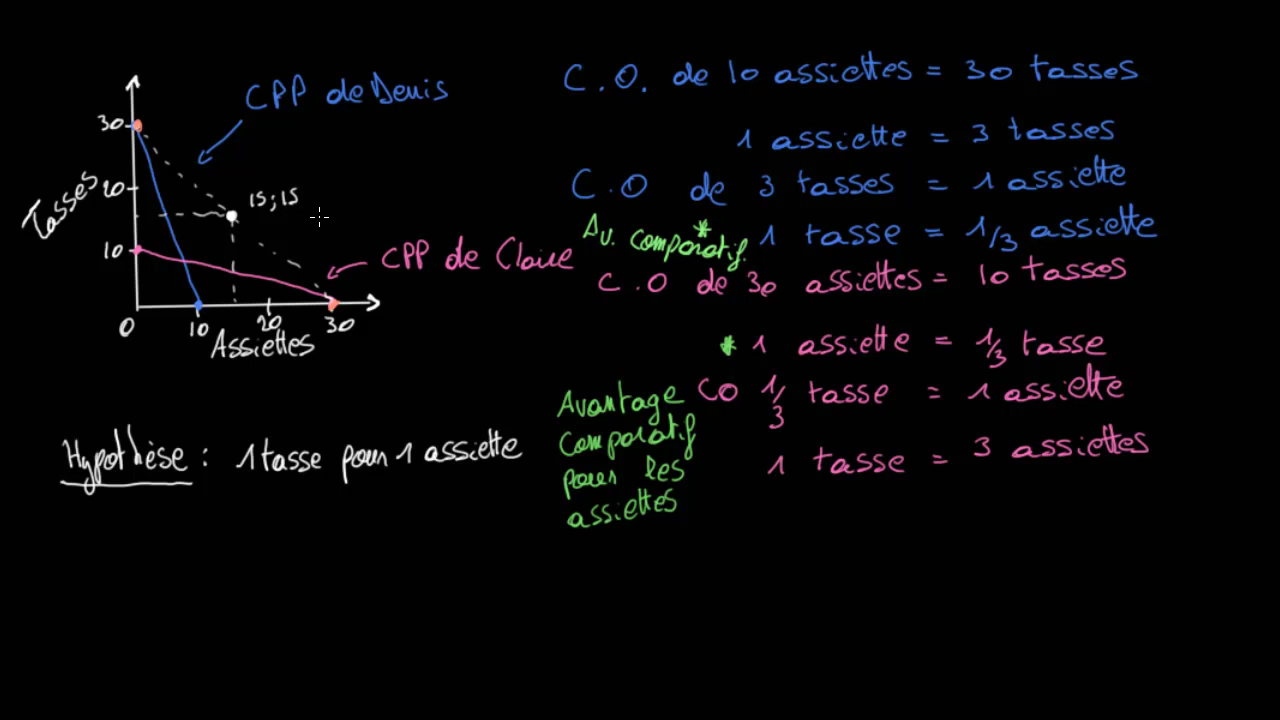 CPP de Denis
30
Tasses
20
15;15
10
CPP de Claire
0
10
20
30
Assiettes
Hypothèse : 1 tasse pour 1 assiette
C.O. de 10 assiettes = 30 tasses
1 assiette = 3 tasses
C.O de 3 tasses = 1 assiette
Av. comparatif. *
1 tasse = 1/3 assiette
C.O de 30 assiettes = 10 tasses
* 1 assiette = 1/3 tasse
CO 1/3 tasse = 1 assiette
1 tasse = 3 assiettes
Avantage
comparatif
pour les
assiettes